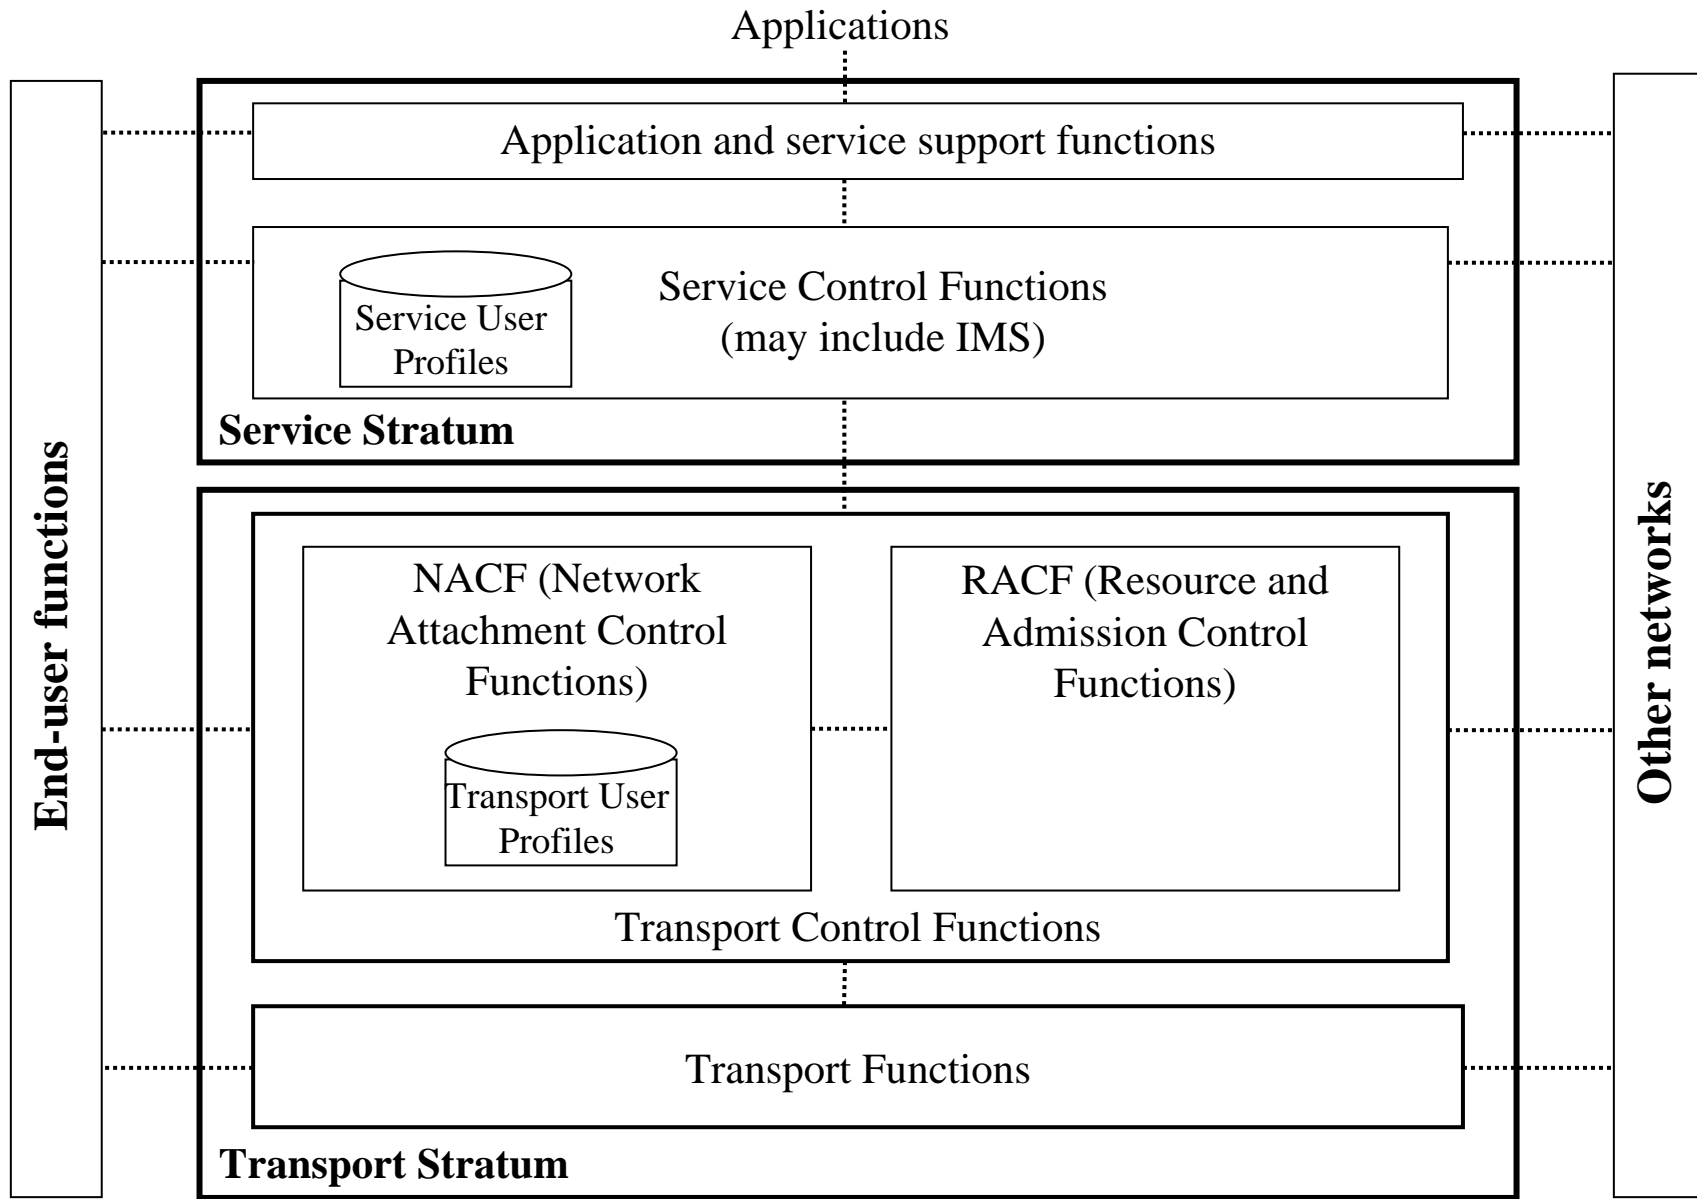 Applications
Application and service support functions
Service User
Profiles
Service Control Functions
(may include IMS)
Service Stratum
End-user functions
Other networks
NACF (Network
Attachment Control
Functions)
Transport User
Profiles
RACF (Resource and
Admission Control
Functions)
Transport Control Functions
Transport Functions
Transport Stratum